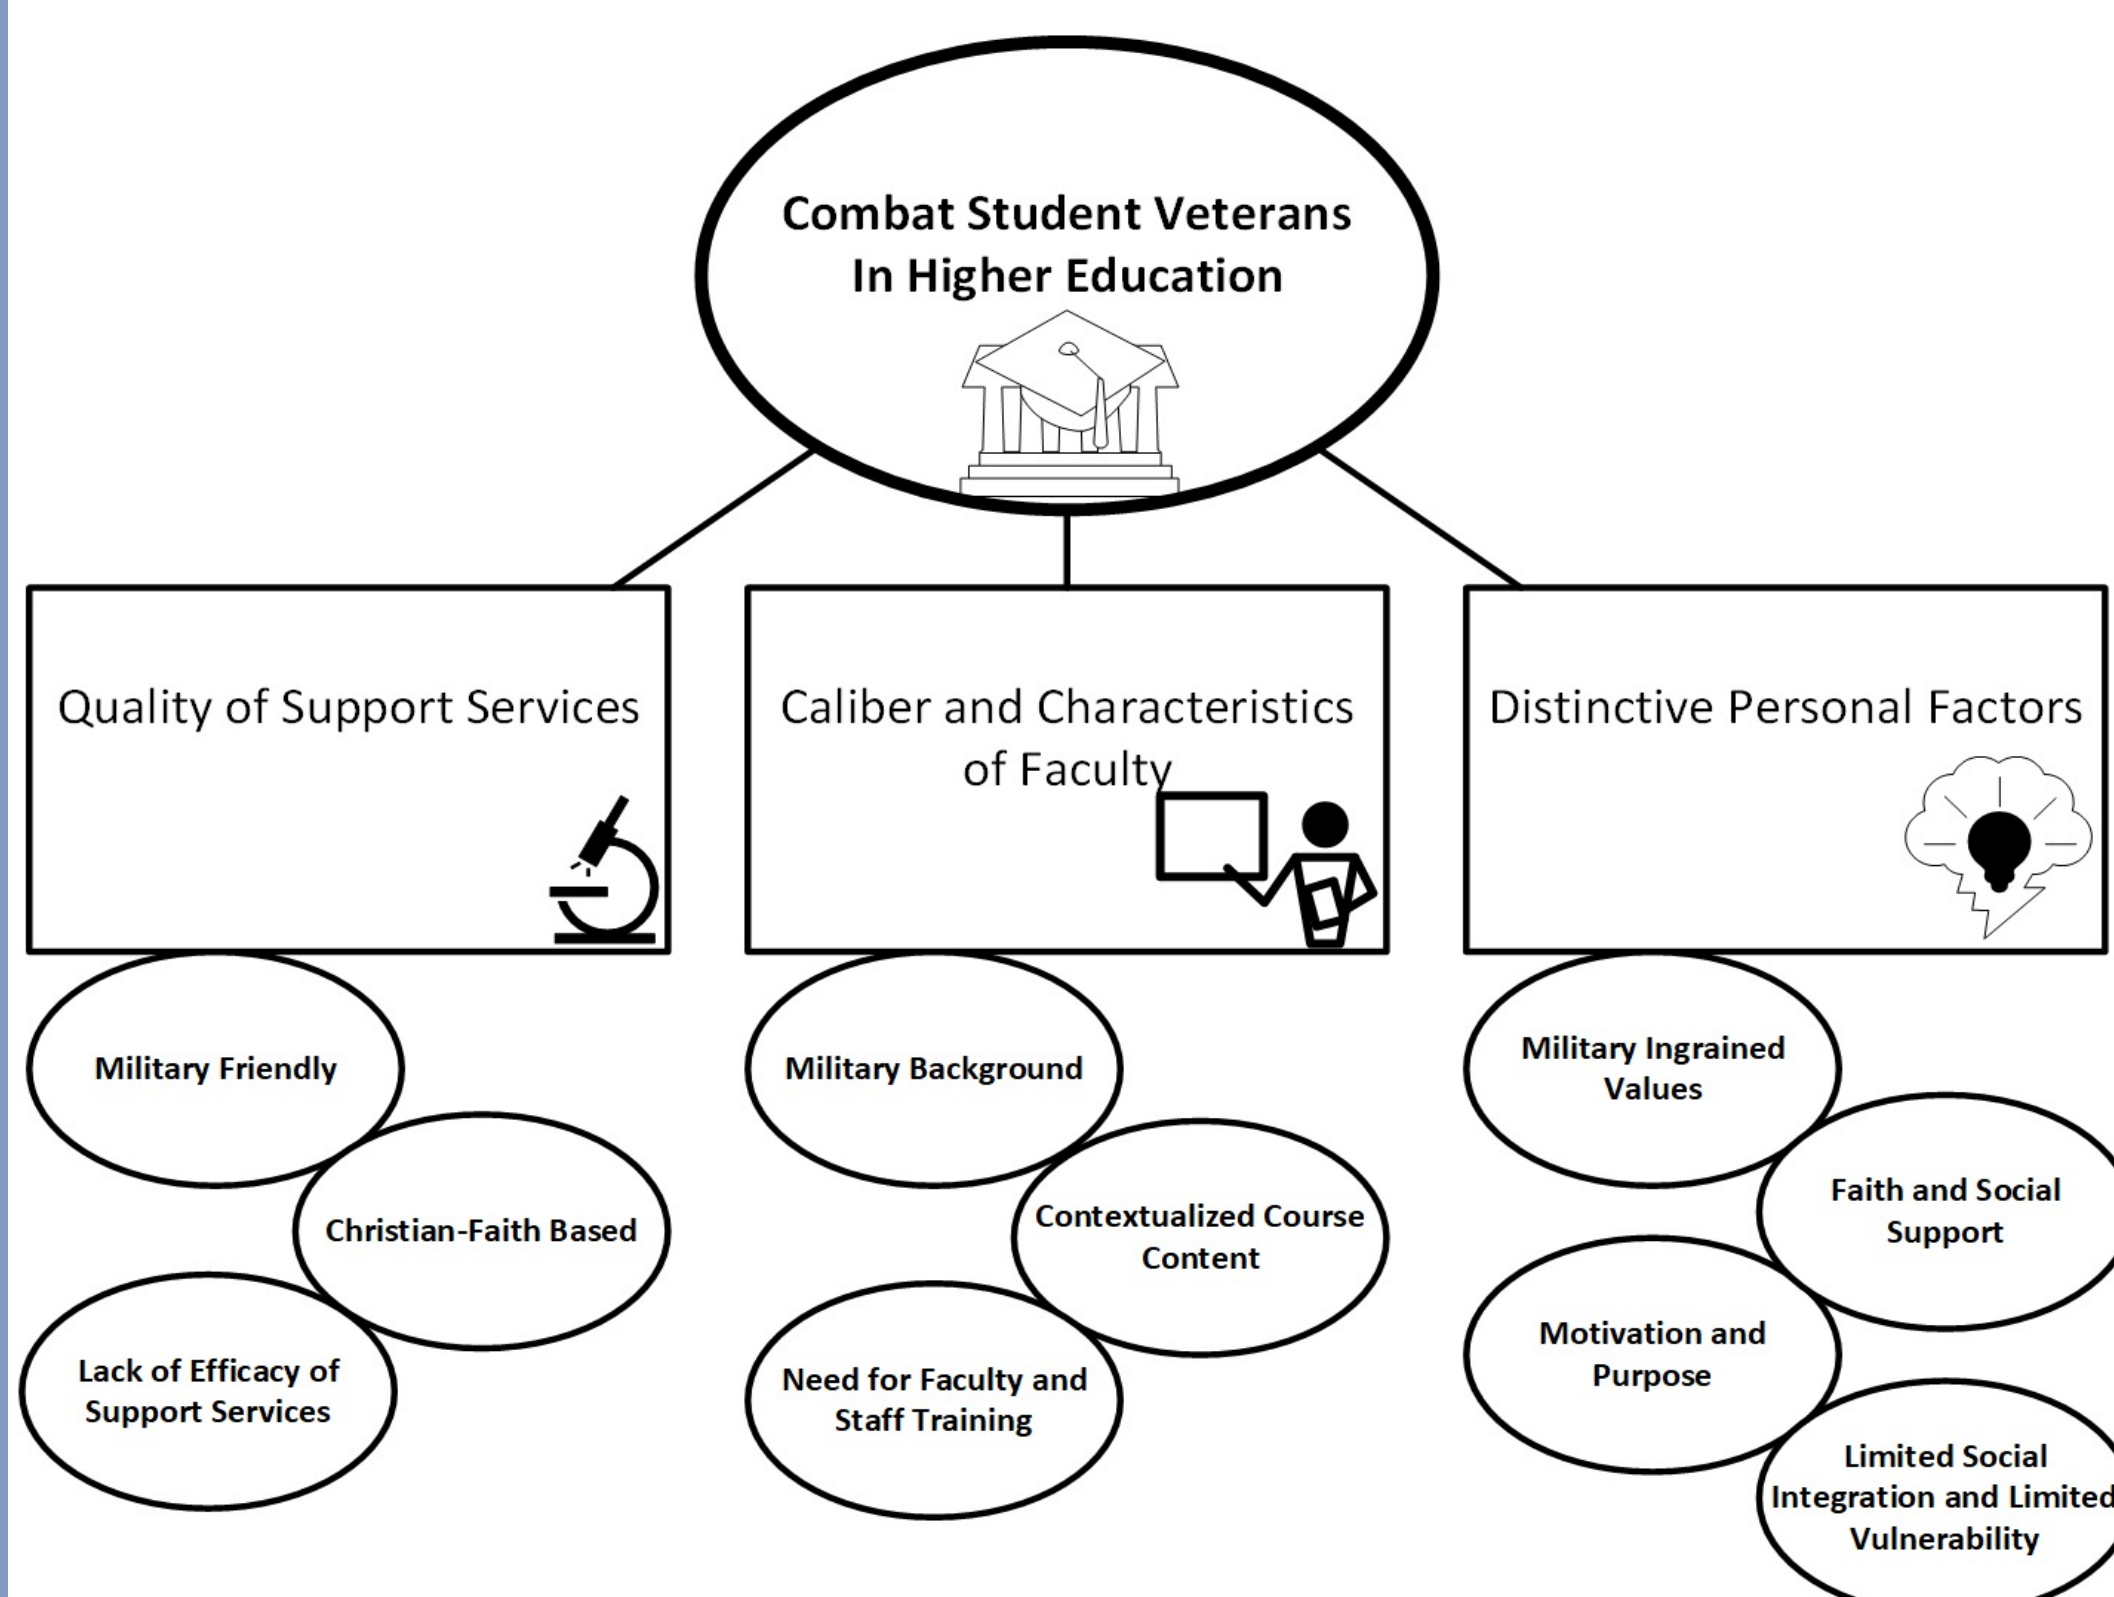 Combat Student Veterans
In Higher Education
Quality of Support Services
Caliber and Characteristics
of Faculty
Distinctive Personal Factors
Military Friendly
Christian-Faith Based
Lack of Efficacy of
Support Services
Military Background
Contextualized Course
Content
Need for Faculty and
Staff Training
Military Ingrained
Values
Faith and Social
Support
Motivation and
Purpose
Limited Social
Integration and Limited
Vulnerability